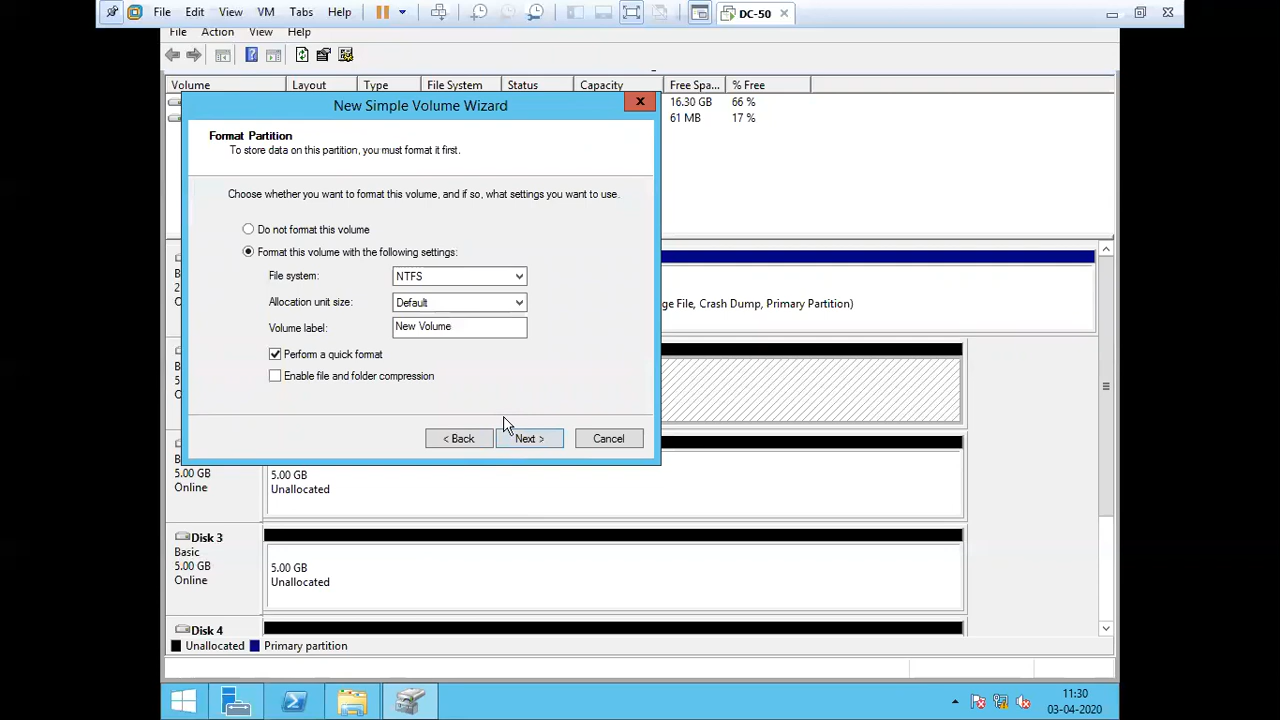 File Edit View VM Tabs Help DC-50
File Action View Help
Volume Layout Type File System Status Capacity Free Spa... % Free
16.30 GB 66 %
61 MB 17 %
New Simple Volume Wizard
Format Partition
To store data on this partition, you must format it first.
Choose whether you want to format this volume, and if so, what settings you want to use.
Do not format this volume
Format this volume with the following settings:
File system: NTFS
Allocation unit size: Default
Volume label: New Volume
Perform a quick format
Enable file and folder compression
< Back Next > Cancel
ge File, Crash Dump, Primary Partition)
5.00 GB
Online
5.00 GB
Unallocated
Disk 3
Basic
5.00 GB
Online
5.00 GB
Unallocated
Disk 4
Unallocated Primary partition
11:30
03-04-2020